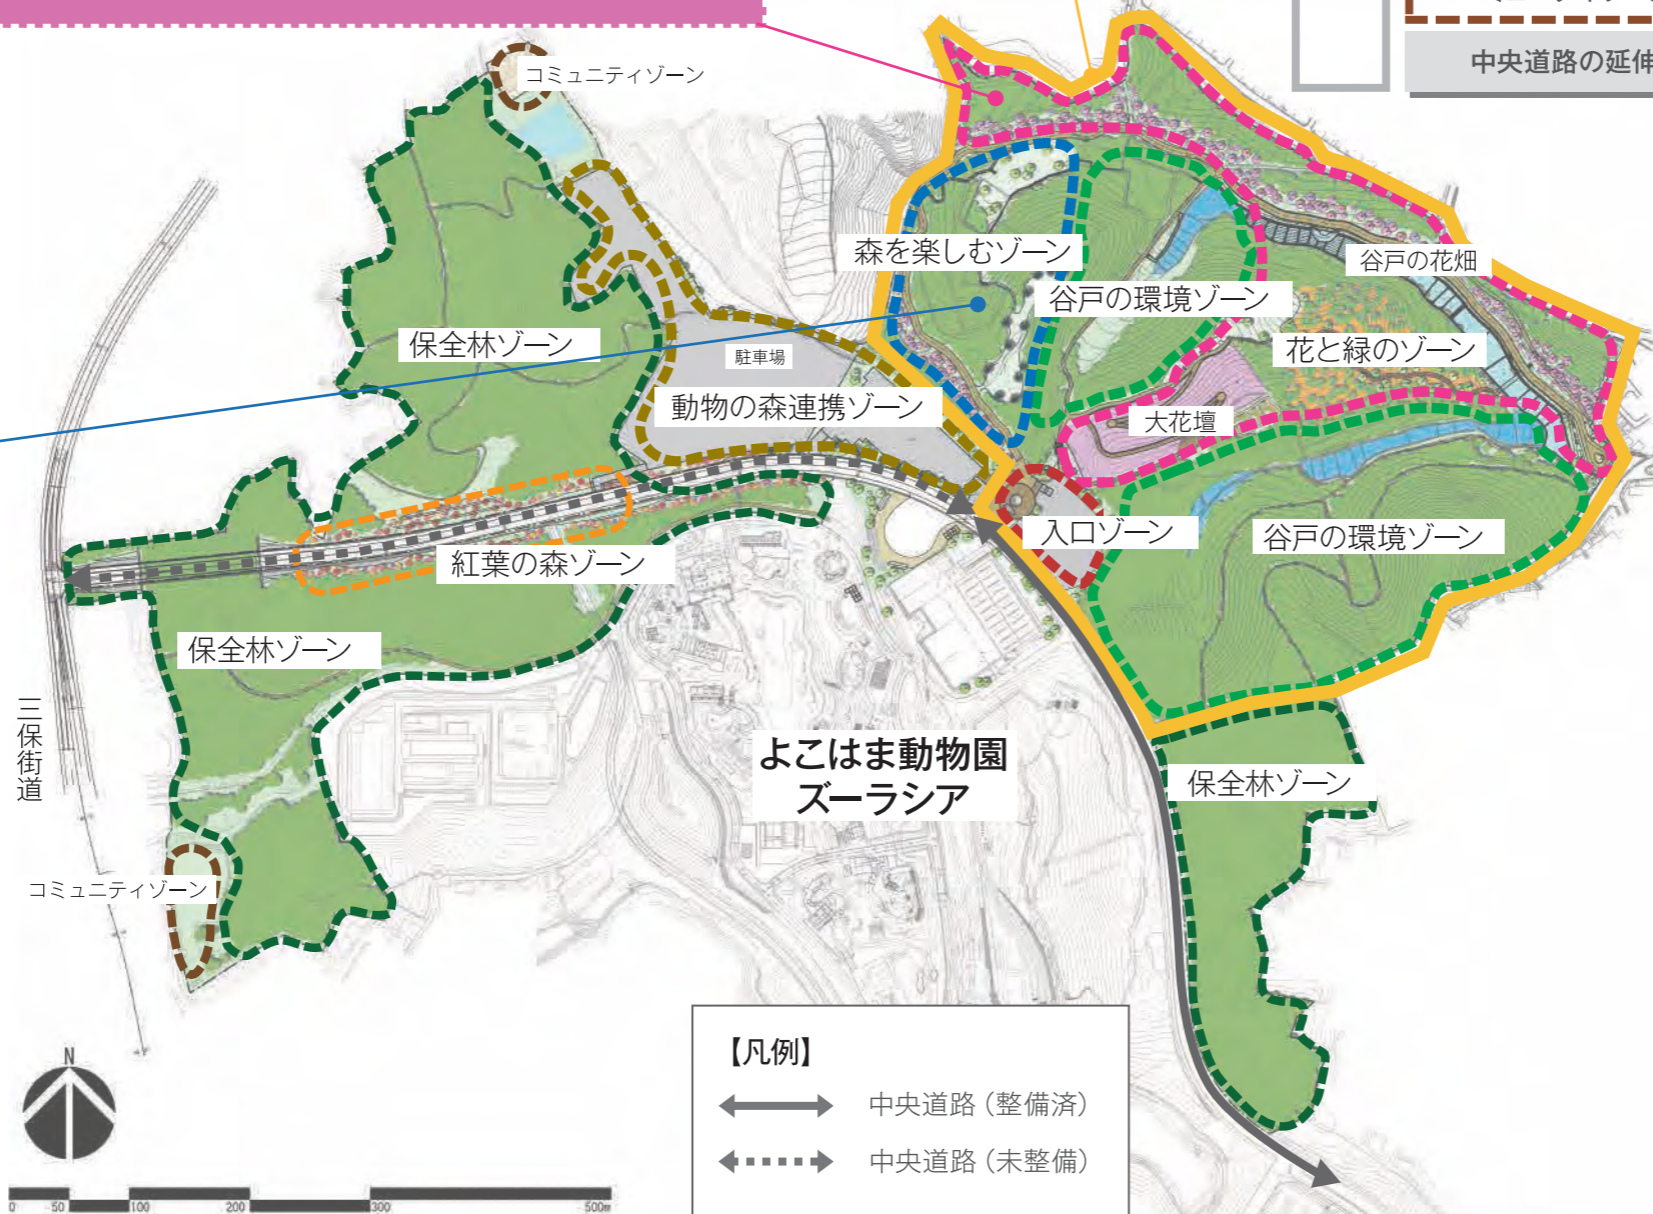 コミュニティゾーン
中央道路の延伸
森を楽しむゾーン
谷戸の花畑
谷戸の環境ゾーン
保全林ゾーン
駐車場
花と緑のゾーン
動物の森連携ゾーン
大花壇
入口ゾーン
谷戸の環境ゾーン
紅葉の森ゾーン
保全林ゾーン
三保街道
よこはま動物園
ズーラシア
保全林ゾーン
コミュニティゾーン
【凡例】
中央道路（整備済）
中央道路（未整備）
N
0 50 100 200 300 500m